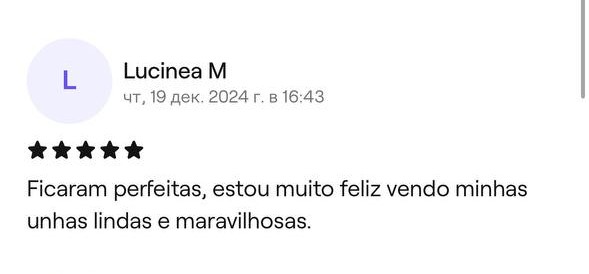 L
Lucinea M
чт, 19 дек. 2024 г. в 16:43
Ficaram perfeitas, estou muito feliz vendo minhas
unhas lindas e maravilhosas.